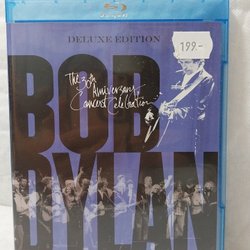 DELUXE EDITION
199.-
The 30th
Anniversary
Concert Celebration
BOB
DYLAN